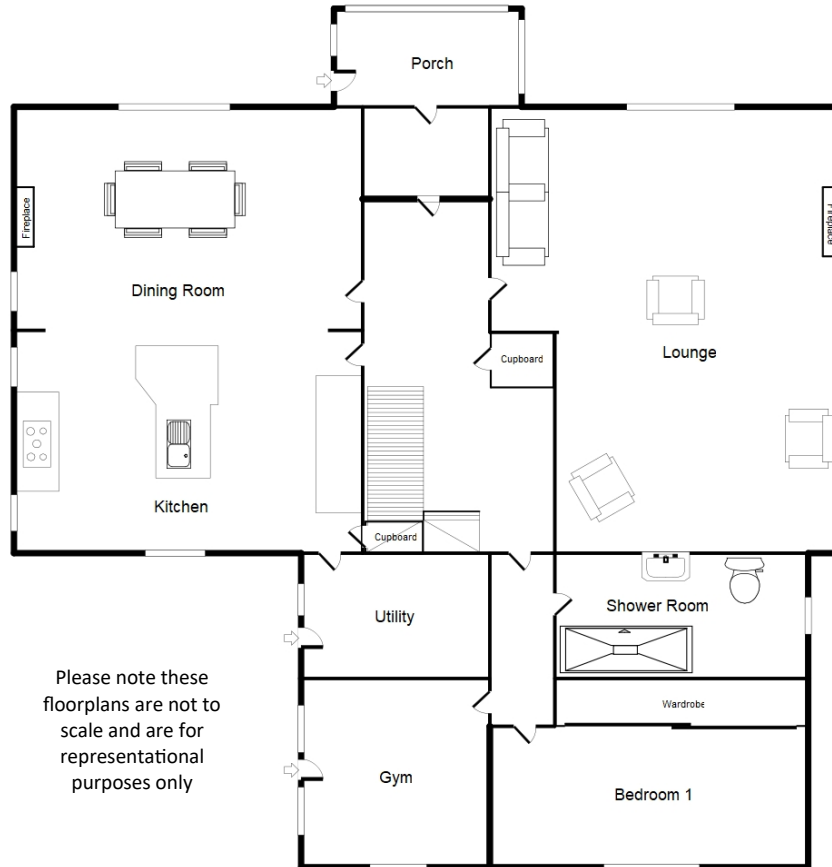 Porch
Fireplace
Fireplace
Dining Room
Lounge
Cupboard
Kitchen
Cupboard
Utility
Shower Room
Please note these
floorplans are not to
scale and are for
representational
purposes only
Wardrobe
Gym
Bedroom 1